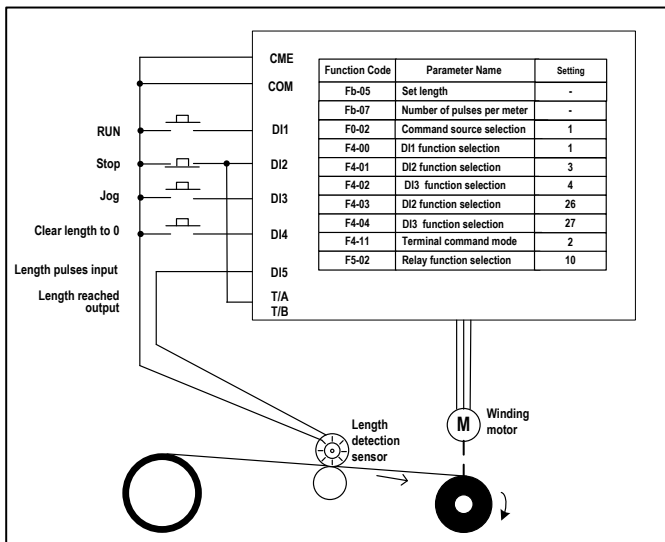 CME
COM
RUN
DI1
Stop
DI2
Jog
DI3
Clear length to 0
DI4
Length pulses input
DI5
Length reached
output
T/A
T/B
Function Code Parameter Name Setting
Fb-05 Set length -
Fb-07 Number of pulses per meter -
F0-02 Command source selection 1
F4-00 DI1 function selection 1
F4-01 DI2 function selection 3
F4-02 DI3 function selection 4
F4-03 DI2 function selection 26
F4-04 DI3 function selection 27
F4-11 Terminal command mode 2
F5-02 Relay function selection 10
Length
detection
sensor
M
Winding
motor